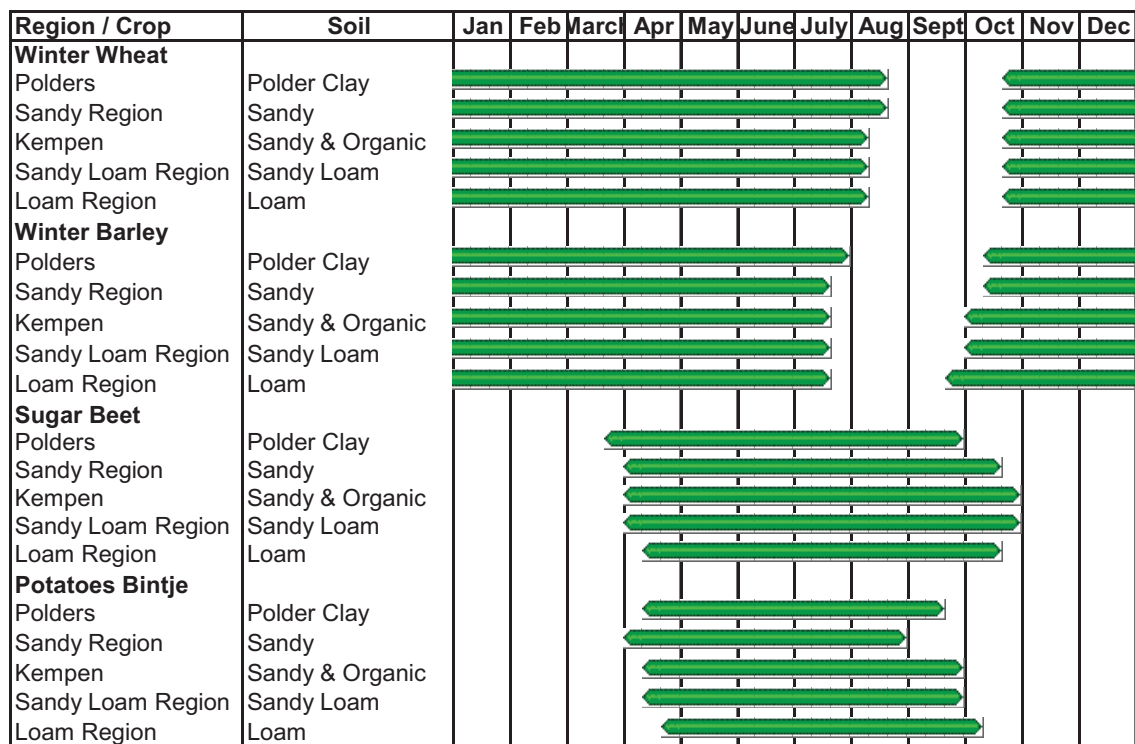 Region / Crop Soil Jan Feb March Apr May June July Aug Sept Oct Nov Dec
Winter Wheat
Polders Polder Clay
Sandy Region Sandy
Kempen Sandy & Organic
Sandy Loam Region Sandy Loam
Loam Region Loam
Winter Barley
Polders Polder Clay
Sandy Region Sandy
Kempen Sandy & Organic
Sandy Loam Region Sandy Loam
Loam Region Loam
Sugar Beet
Polders Polder Clay
Sandy Region Sandy
Kempen Sandy & Organic
Sandy Loam Region Sandy Loam
Loam Region Loam
Potatoes Bintje
Polders Polder Clay
Sandy Region Sandy
Kempen Sandy & Organic
Sandy Loam Region Sandy Loam
Loam Region Loam